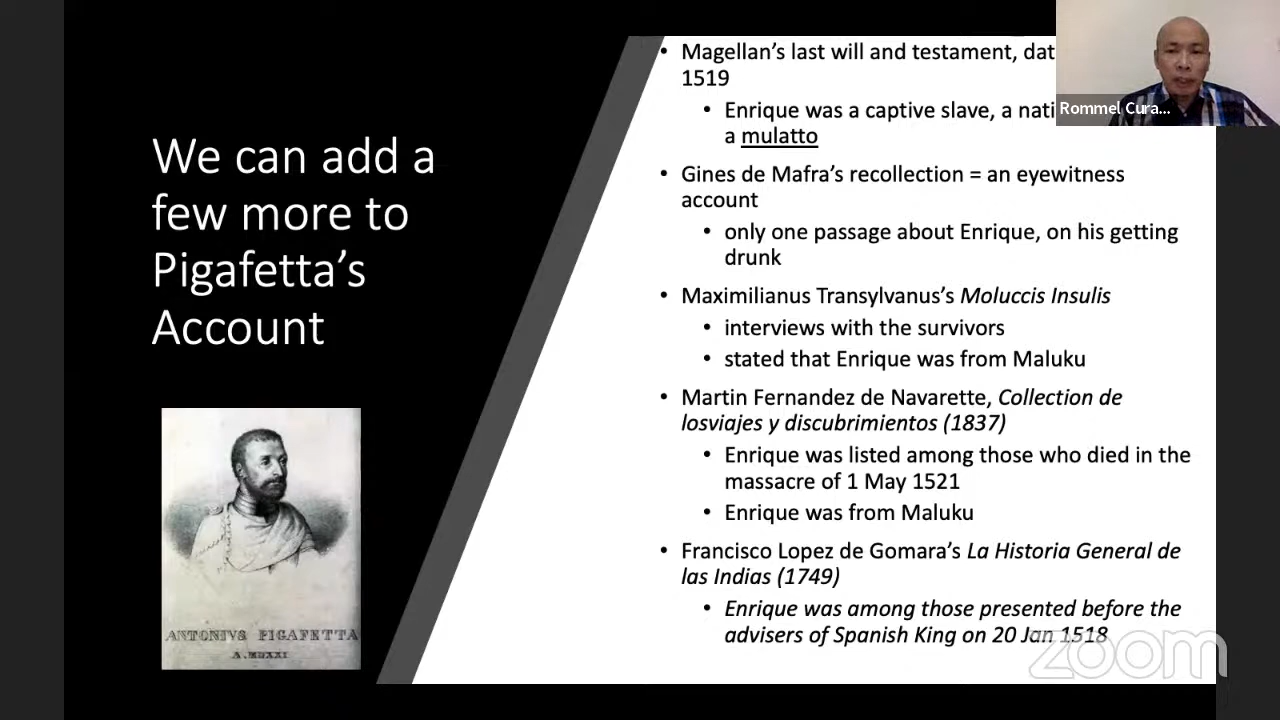 We can add a
few more to
Pigafetta's
Account
ANTONIVS PIGAFETTA
A. MDXXI
• Magellan's last will and testament, dat
1519
• Enrique was a captive slave, a nati
a mulatto
• Gines de Mafra's recollection = an eyewitness
account
• only one passage about Enrique, on his getting
drunk
• Maximilianus Transylvanus's Moluccis Insulis
• interviews with the survivors
• stated that Enrique was from Maluku
• Martin Fernandez de Navarette, Collection de
losviajes y discubrimientos (1837)
• Enrique was listed among those who died in the
massacre of 1 May 1521
• Enrique was from Maluku
• Francisco Lopez de Gomara's La Historia General de
las Indias (1749)
• Enrique was among those presented before the
advisers of Spanish King on 20 Jan 1518
Rommel Cura...
zoom